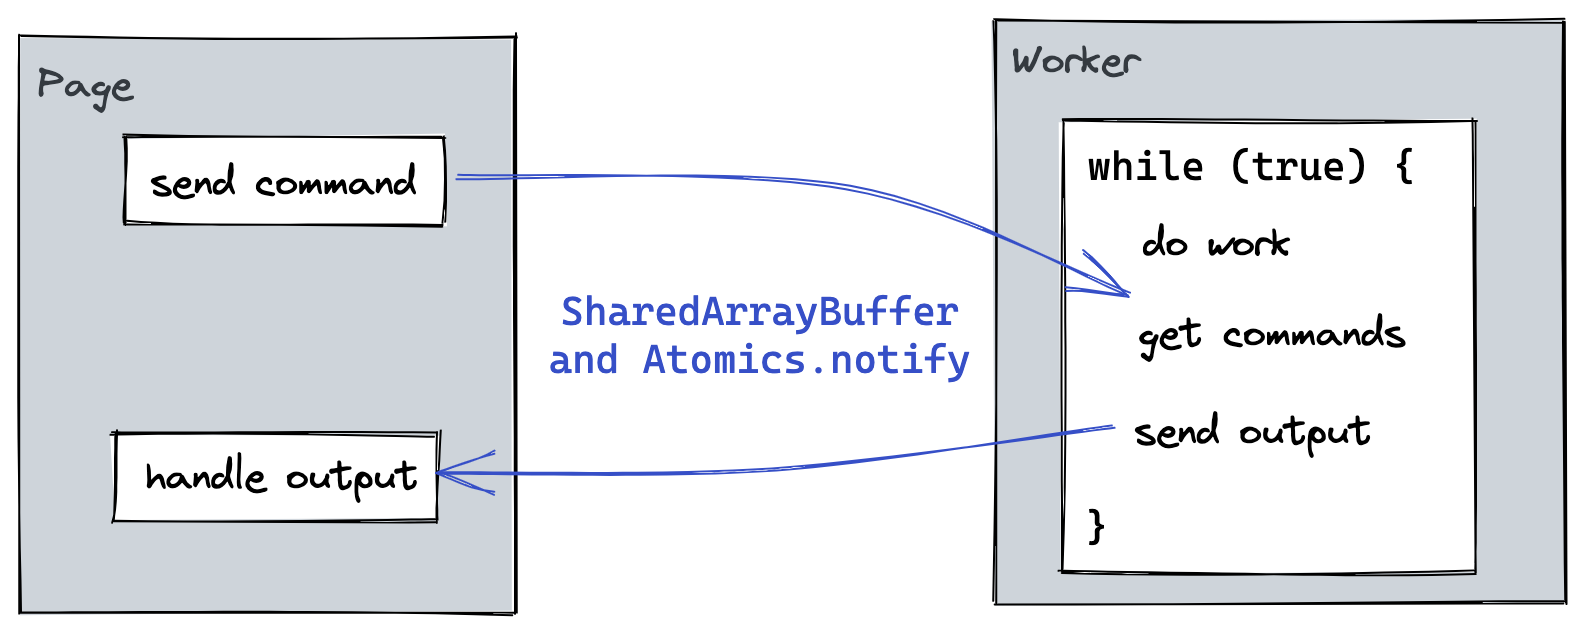 Page
send command
handle output
SharedArrayBuffer
and Atomics.notify
Worker
while (true) {
do work
get commands
send output
}